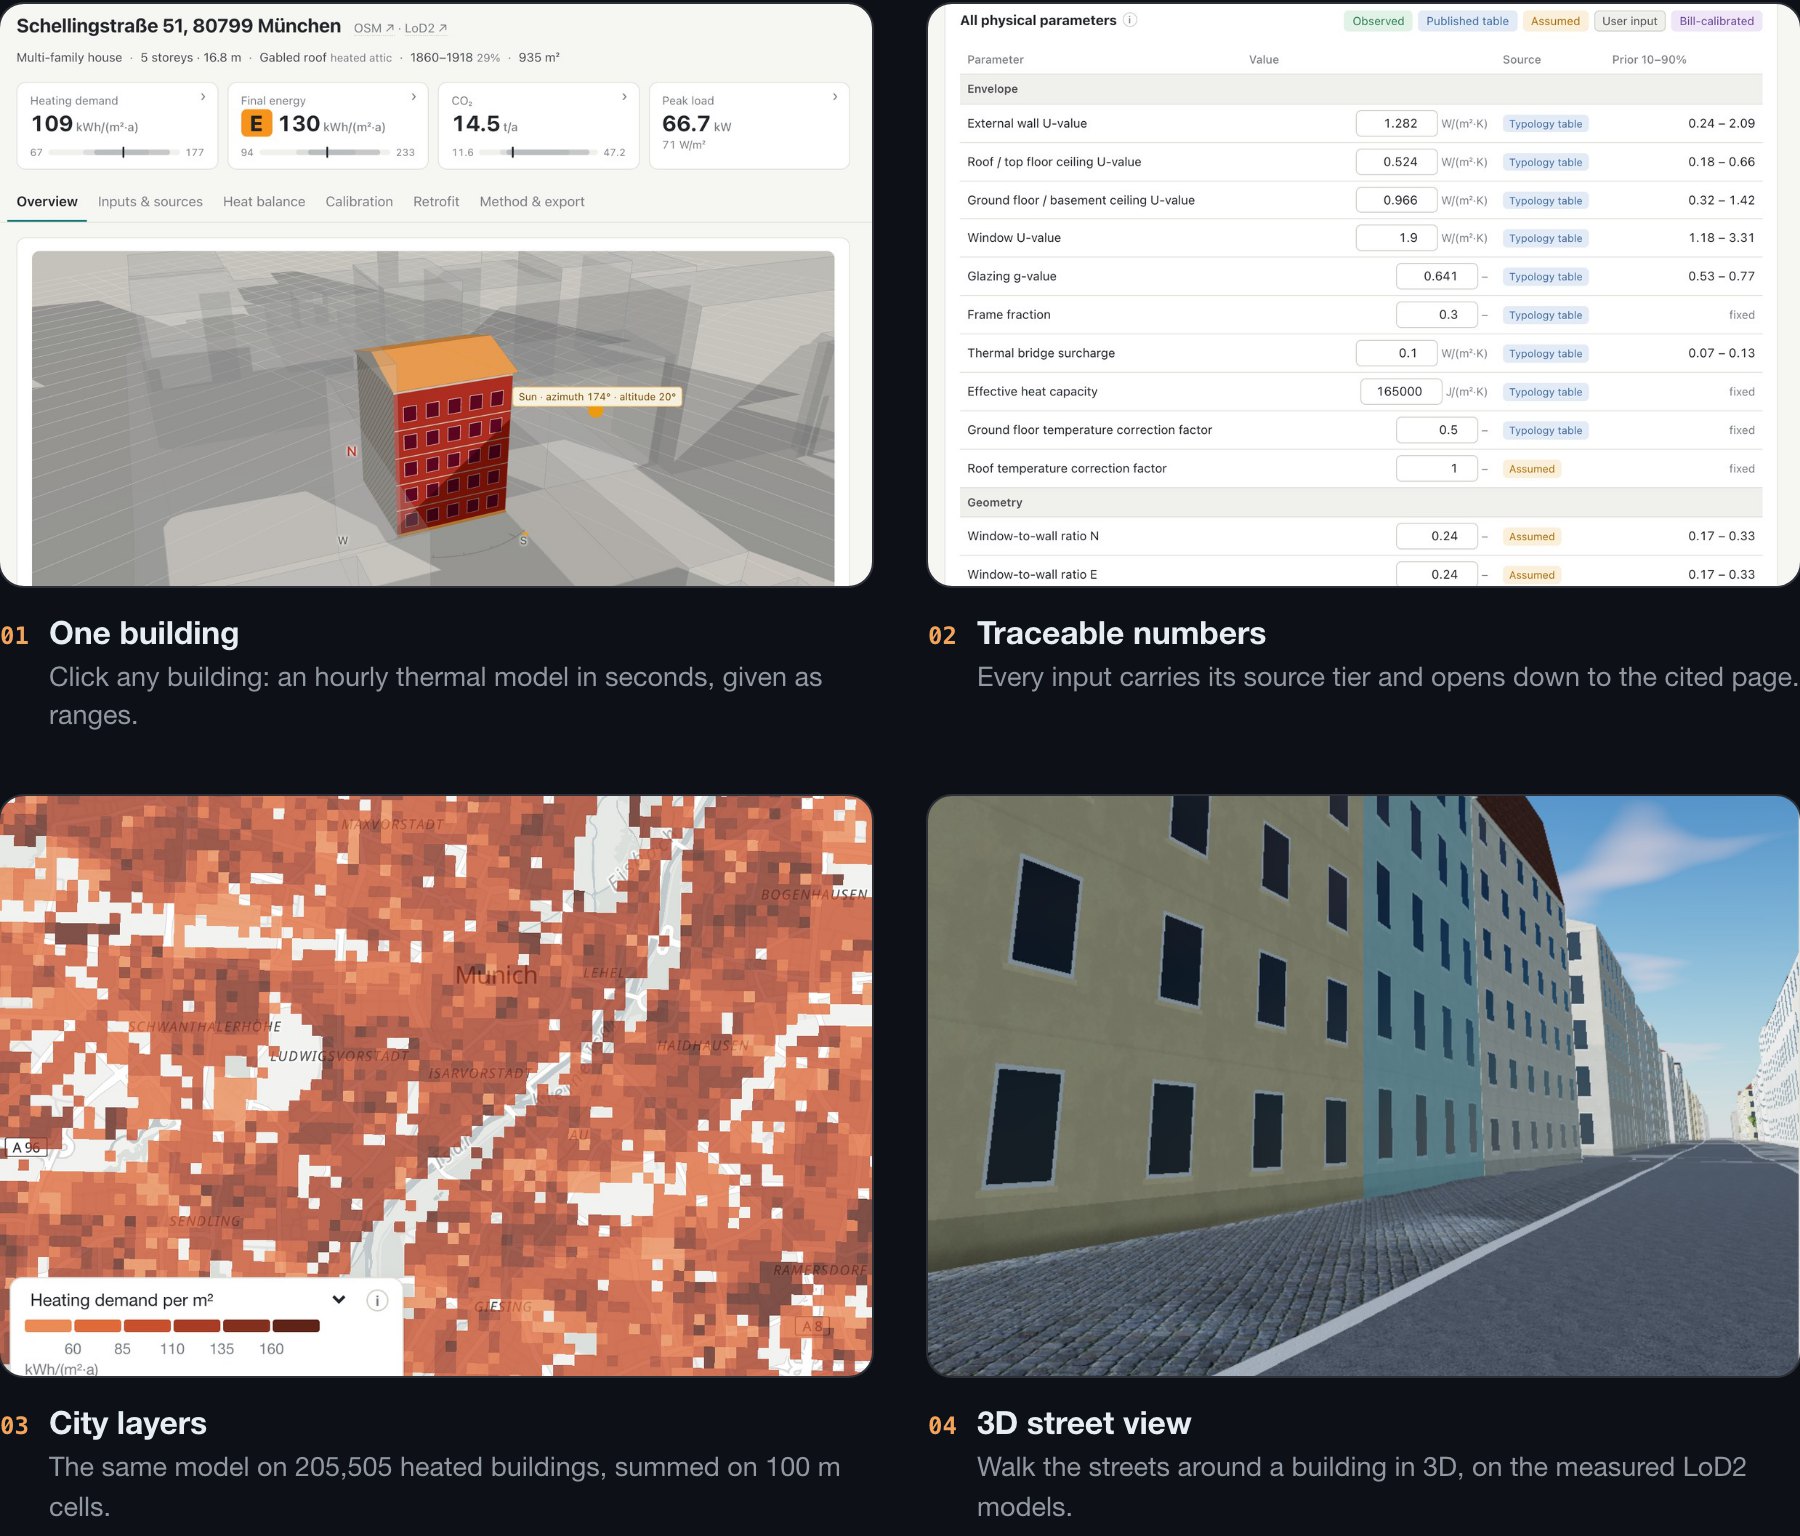 Schellingstraße 51, 80799 München OSM ↗ · LoD2 ↗
Multi-family house · 5 storeys · 16.8 m · Gabled roof heated attic · 1860–1918 29% · 935 m²
Heating demand ›
109 kWh/(m²·a)
67 177
Final energy ›
E 130 kWh/(m²·a)
94 233
CO₂ ›
14.5 t/a
11.6 47.2
Peak load ›
66.7 kW
71 W/m²
Overview Inputs & sources Heat balance Calibration Retrofit Method & export
Sun · azimuth 174° · altitude 20°
N
W
S
01 One building
Click any building: an hourly thermal model in seconds, given as
ranges.
All physical parameters i Observed Published table Assumed User input Bill-calibrated
Parameter Value Source Prior 10–90%
Envelope
External wall U-value 1.282 W/(m²·K) Typology table 0.24 – 2.09
Roof / top floor ceiling U-value 0.524 W/(m²·K) Typology table 0.18 – 0.66
Ground floor / basement ceiling U-value 0.966 W/(m²·K) Typology table 0.32 – 1.42
Window U-value 1.9 W/(m²·K) Typology table 1.18 – 3.31
Glazing g-value 0.641 – Typology table 0.53 – 0.77
Frame fraction 0.3 – Typology table fixed
Thermal bridge surcharge 0.1 W/(m²·K) Typology table 0.07 – 0.13
Effective heat capacity 165000 J/(m²·K) Typology table fixed
Ground floor temperature correction factor 0.5 – Typology table fixed
Roof temperature correction factor 1 – Assumed fixed
Geometry
Window-to-wall ratio N 0.24 – Assumed 0.17 – 0.33
Window-to-wall ratio E 0.24 – Assumed 0.17 – 0.33
02 Traceable numbers
Every input carries its source tier and opens down to the cited page.
MAXVORSTADT
Eisbach
BOGENHAUSEN
Munich
LEHEL
SCHWANTHALERHÖHE
LUDWIGSVORSTADT
HAIDHAUSEN
ISARVORSTADT
AU
A 96
SENDLING
RAMERSDORF
GIESING
A 8
Heating demand per m² i
60 85 110 135 160
kWh/(m²·a)
03 City layers
The same model on 205,505 heated buildings, summed on 100 m
cells.
04 3D street view
Walk the streets around a building in 3D, on the measured LoD2
models.